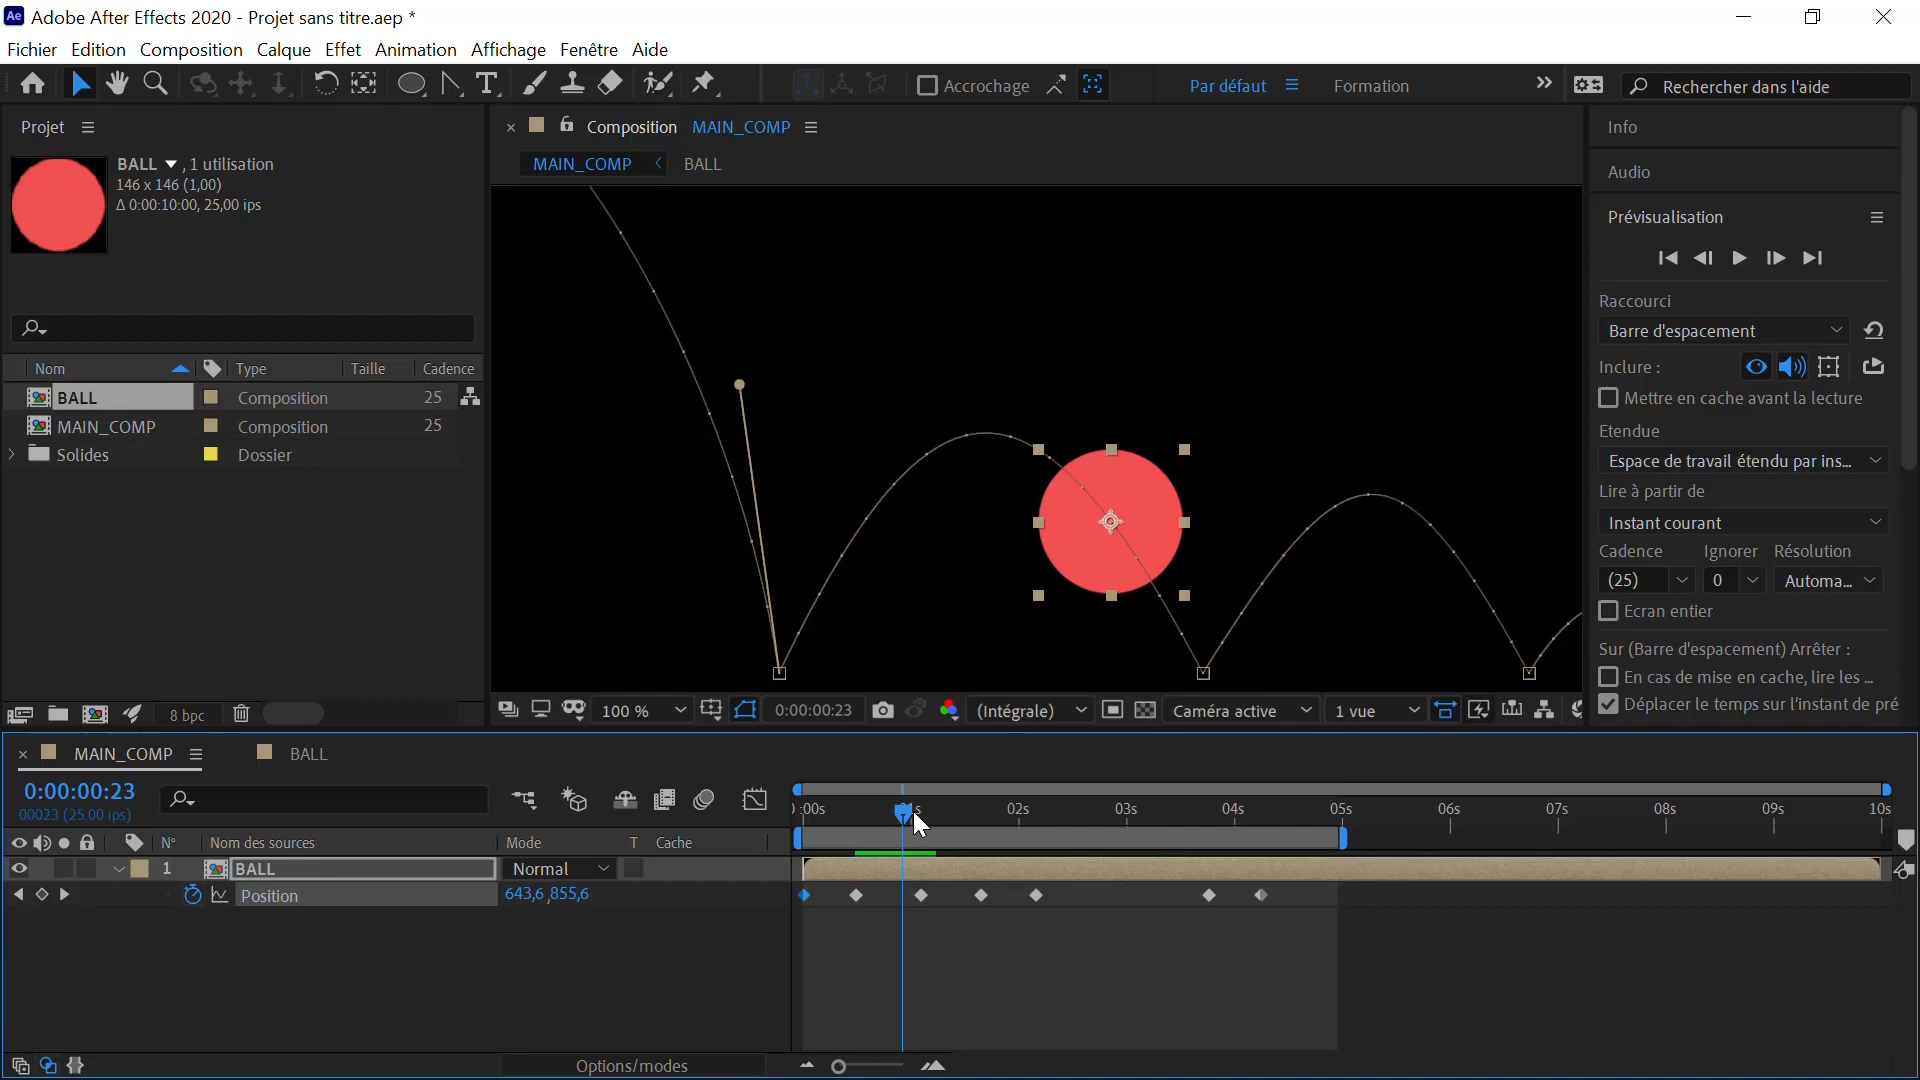 Ae Adobe After Effects 2020 - Projet sans titre.aep *
Fichier Edition Composition Calque Effet Animation Affichage Fenêtre Aide
T Accrochage Par défaut Formation Rechercher dans l'aide
Projet
BALL , 1 utilisation
146 x 146 (1,00)
Δ 0:00:10:00, 25,00 ips
Nom Type Taille Cadence
BALL Composition 25
MAIN_COMP Composition 25
Solides Dossier
8 bpc
Composition MAIN_COMP
MAIN_COMP BALL
100 % 0:00:00:23 (Intégrale) Caméra active 1 vue
Info
Audio
Prévisualisation
Raccourci
Barre d'espacement
Inclure :
Mettre en cache avant la lecture
Etendue
Espace de travail étendu par ins...
Lire à partir de
Instant courant
Cadence Ignorer Résolution
(25) 0 Automa...
Ecran entier
Sur (Barre d'espacement) Arrêter :
En cas de mise en cache, lire les ...
Déplacer le temps sur l'instant de pré
MAIN_COMP BALL
0:00:00:23
00023 (25.00 ips)
:00s 02s 03s 04s 05s 06s 07s 08s 09s 10s
N° Nom des sources Mode T Cache
1 BALL Normal
Position 643,6 ,855,6
Options/modes